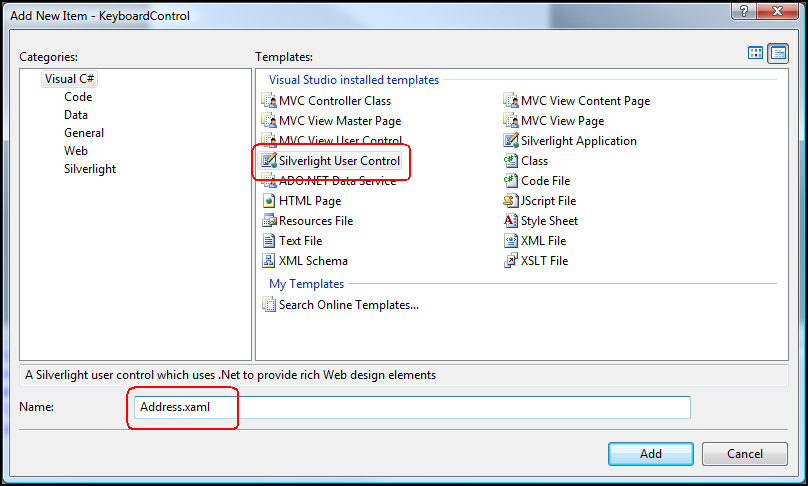 Add New Item - KeyboardControl
Categories:
Templates:
Visual C#
Code
Data
General
Web
Silverlight
Visual Studio installed templates
MVC Controller Class
MVC View Content Page
MVC View Master Page
MVC View Page
MVC View User Control
Silverlight Application
Silverlight User Control
Class
ADO.NET Data Service
Code File
HTML Page
JScript File
Resources File
Style Sheet
Text File
XML File
XML Schema
XSLT File
My Templates
Search Online Templates...
A Silverlight user control which uses .Net to provide rich Web design elements
Name:
Address.xaml
Add
Cancel